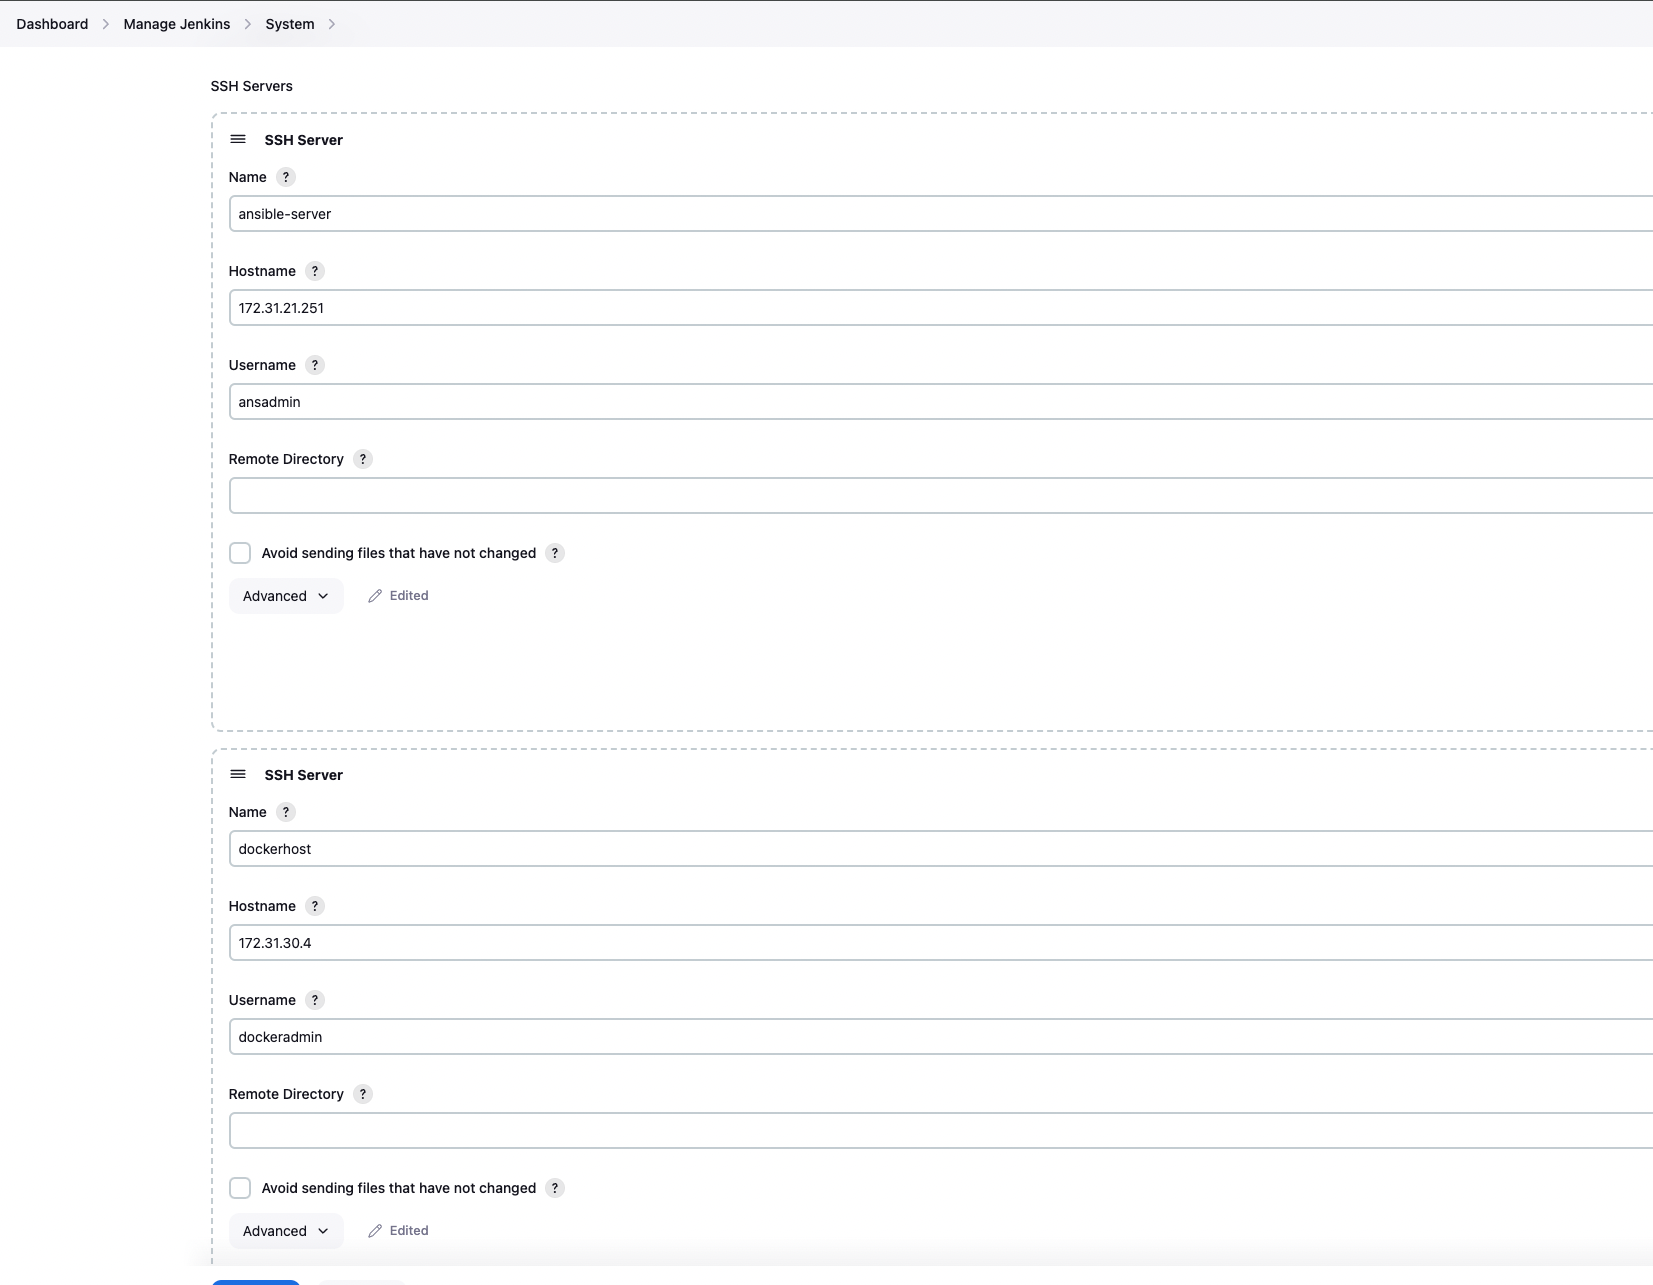 Dashboard > Manage Jenkins > System >
SSH Servers
SSH Server
Name ?
ansible-server
Hostname ?
172.31.21.251
Username ?
ansadmin
Remote Directory ?
Avoid sending files that have not changed ?
Advanced Edited
SSH Server
Name ?
dockerhost
Hostname ?
172.31.30.4
Username ?
dockeradmin
Remote Directory ?
Avoid sending files that have not changed ?
Advanced Edited